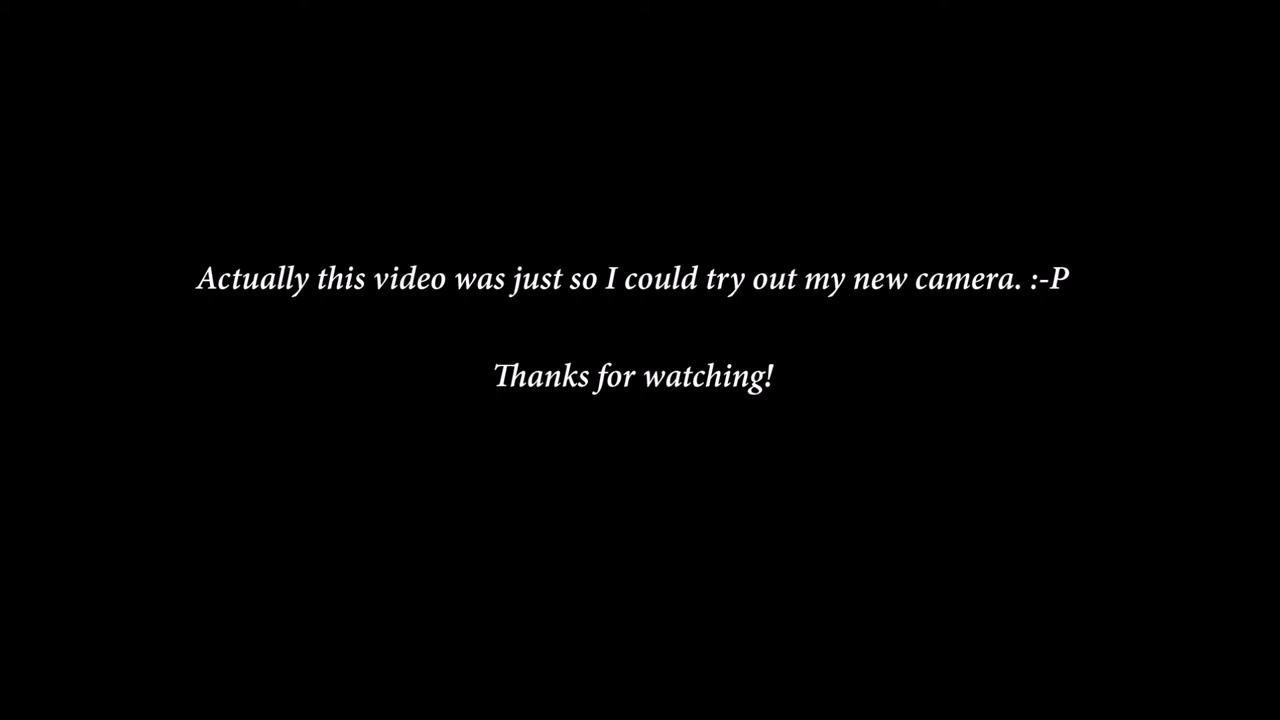 Actually this video was just so I could try out my new camera. :-P
Thanks for watching!